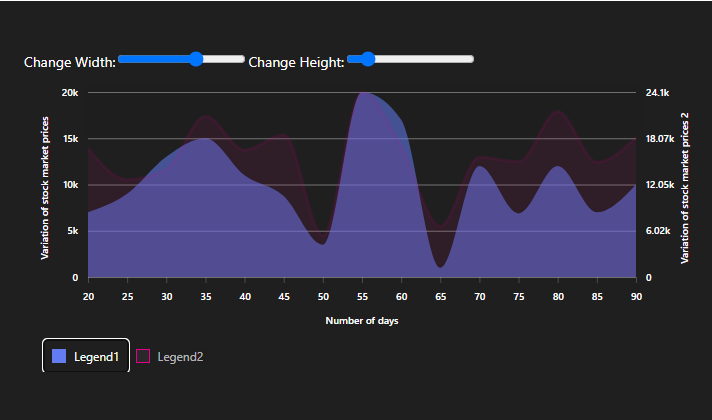 Change Width: Change Height:
20k
15k
10k
5k
0
Variation of stock market prices
24.1k
18.07k
12.05k
6.02k
0
Variation of stock market prices 2
20 25 30 35 40 45 50 55 60 65 70 75 80 85 90
Number of days
Legend1 Legend2